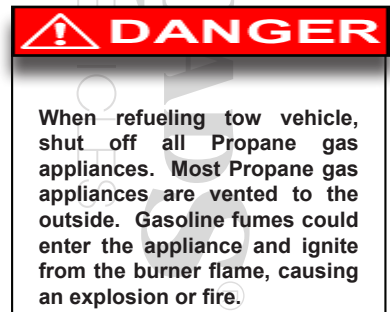 DANGER
When refueling tow vehicle,
shut off all Propane gas
appliances. Most Propane gas
appliances are vented to the
outside. Gasoline fumes could
enter the appliance and ignite
from the burner flame, causing
an explosion or fire.